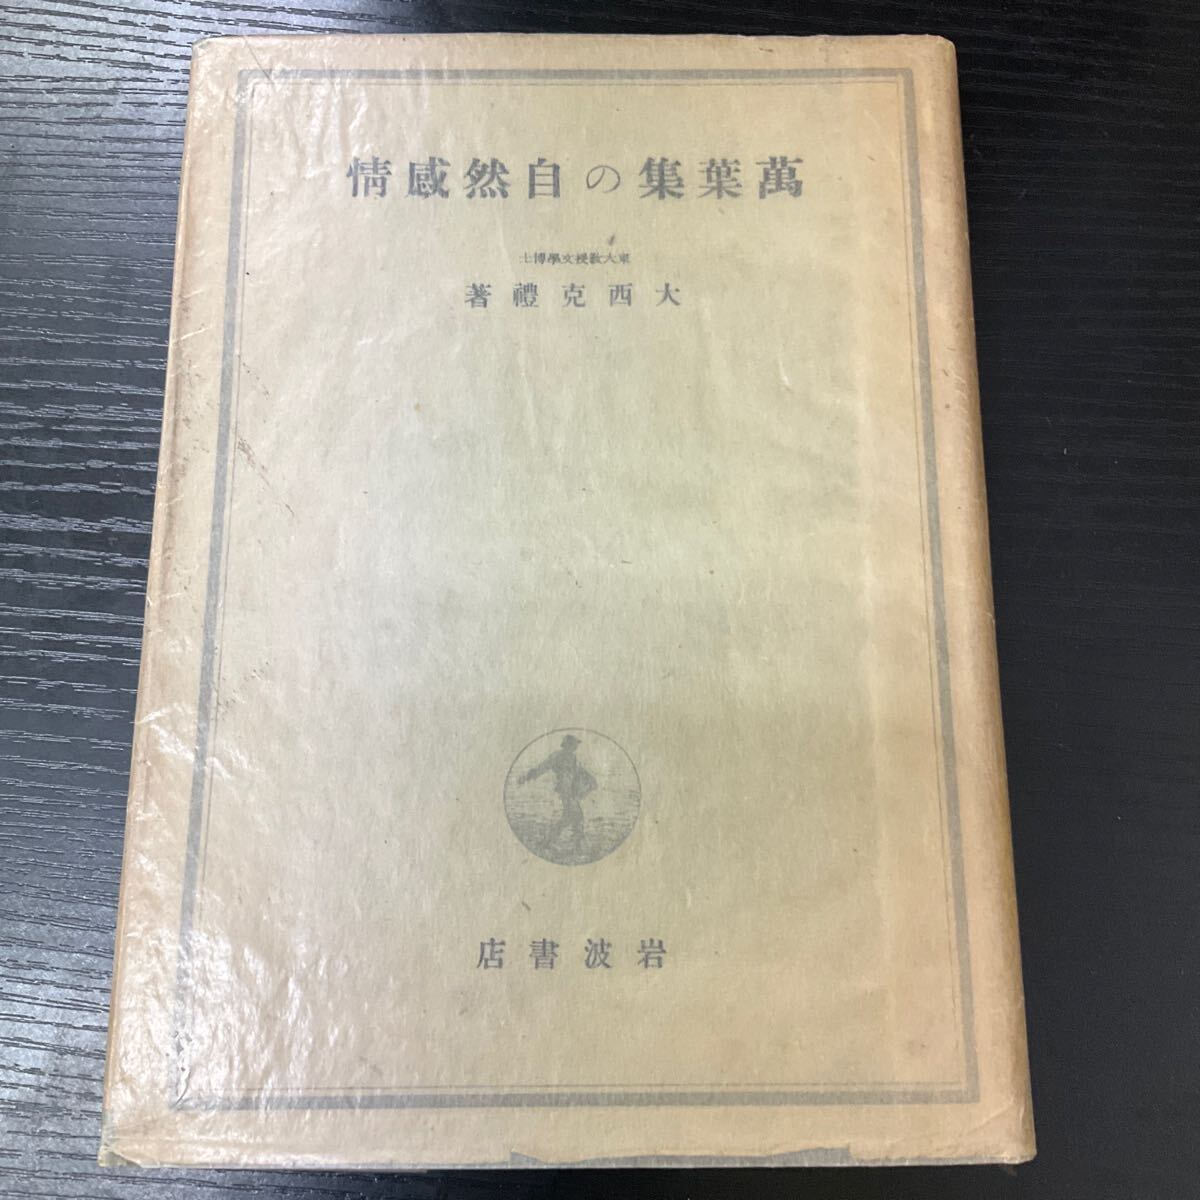 萬葉集の自然感情
東大教授文學博士
大西克禮著
岩波書店